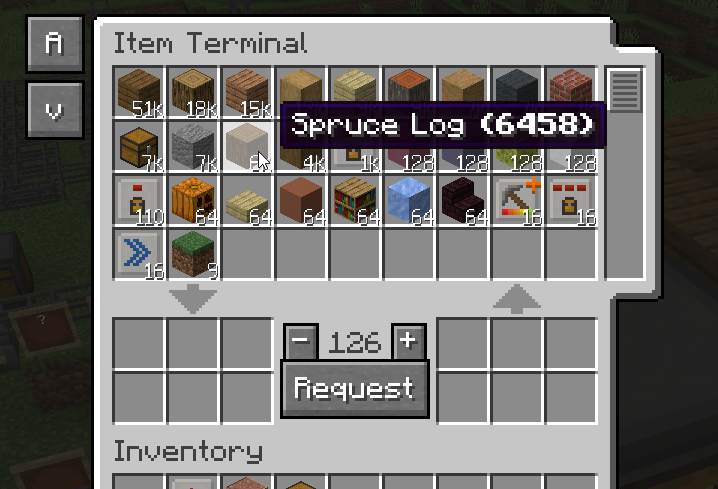 A
v
Item Terminal
51K 18K 15K
Spruce Log (6458)
7K 7K 4K 1K 128 128 128 128
110 64 64 64 64 64 64 16 16
16 9
− 126 +
Request
Inventory